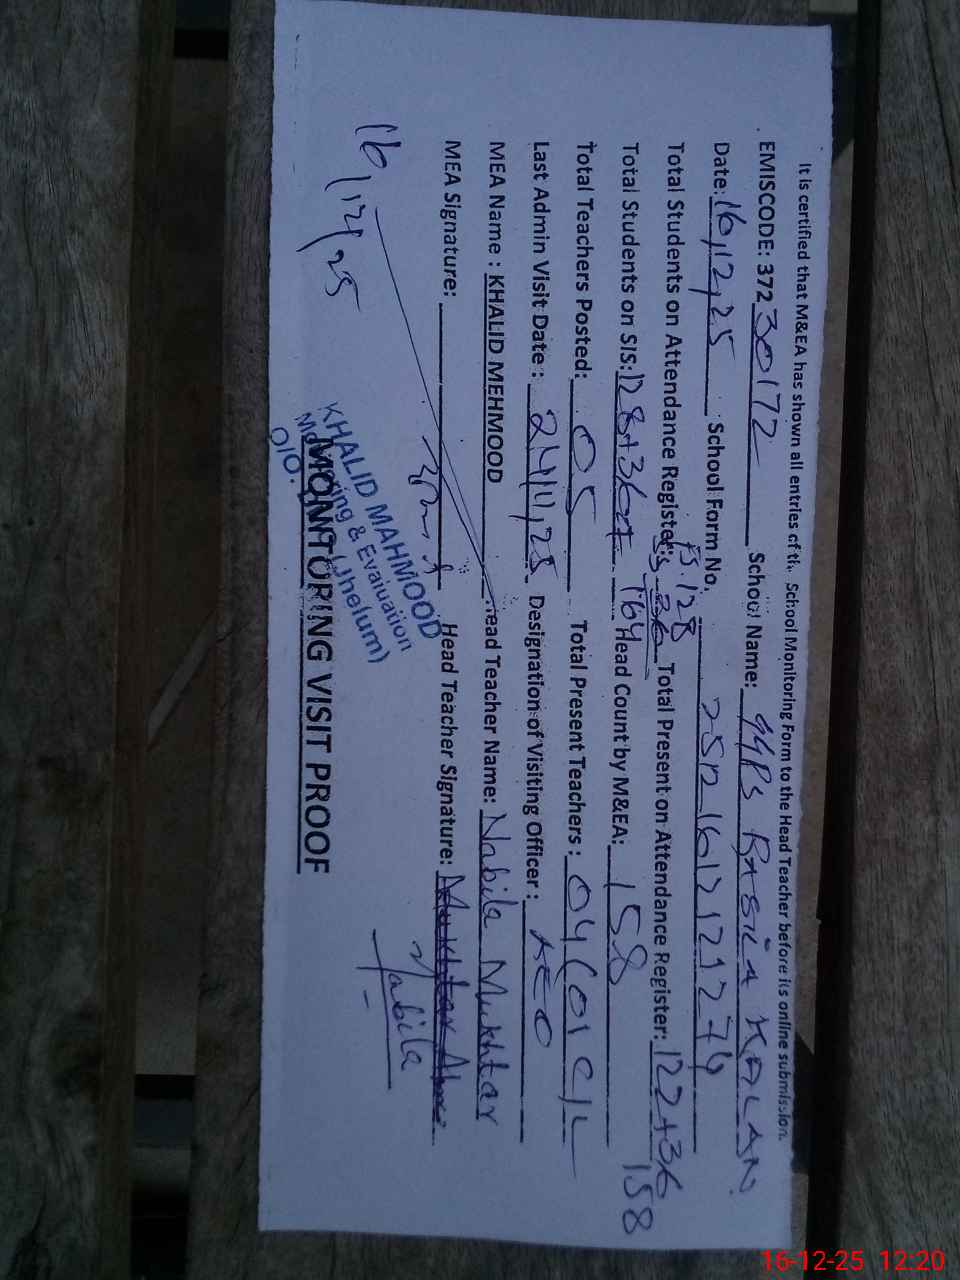 It is certified that M&EA has shown all entries of the School Monitoring Form to the Head Teacher before its online submission.
EMISCODE: 37230172 School Name: GGPS Rasila Kallan.
Date: 16,12,25 School Form No. 2512161212274
Total Students on Attendance Register: 128 36 Total Present on Attendance Register: 122+36 158
Total Students on SIS: 128+36 164 Head Count by M&EA: 158
Total Teachers Posted: 05 Total Present Teachers: 04(01 C/L
Last Admin Visit Date: 24,11,25 Designation of Visiting Officer: AEO
MEA Name: KHALID MEHMOOD Head Teacher Name: Nabila Mukhtar
MEA Signature: Head Teacher Signature:
Nabila
16/12/25
KHALID MAHMOOD
Monitoring & Evaluation
Jhelum)
MONITORING VISIT PROOF
16-12-25 12:20